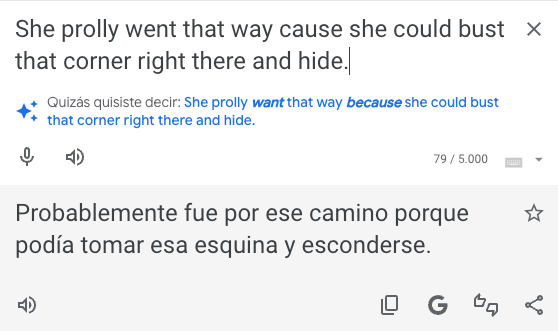 She prolly went that way cause she could bust
that corner right there and hide.
Quizás quisiste decir: She prolly want that way because she could bust
that corner right there and hide.
79 / 5.000
Probablemente fue por ese camino porque
podía tomar esa esquina y esconderse.
G